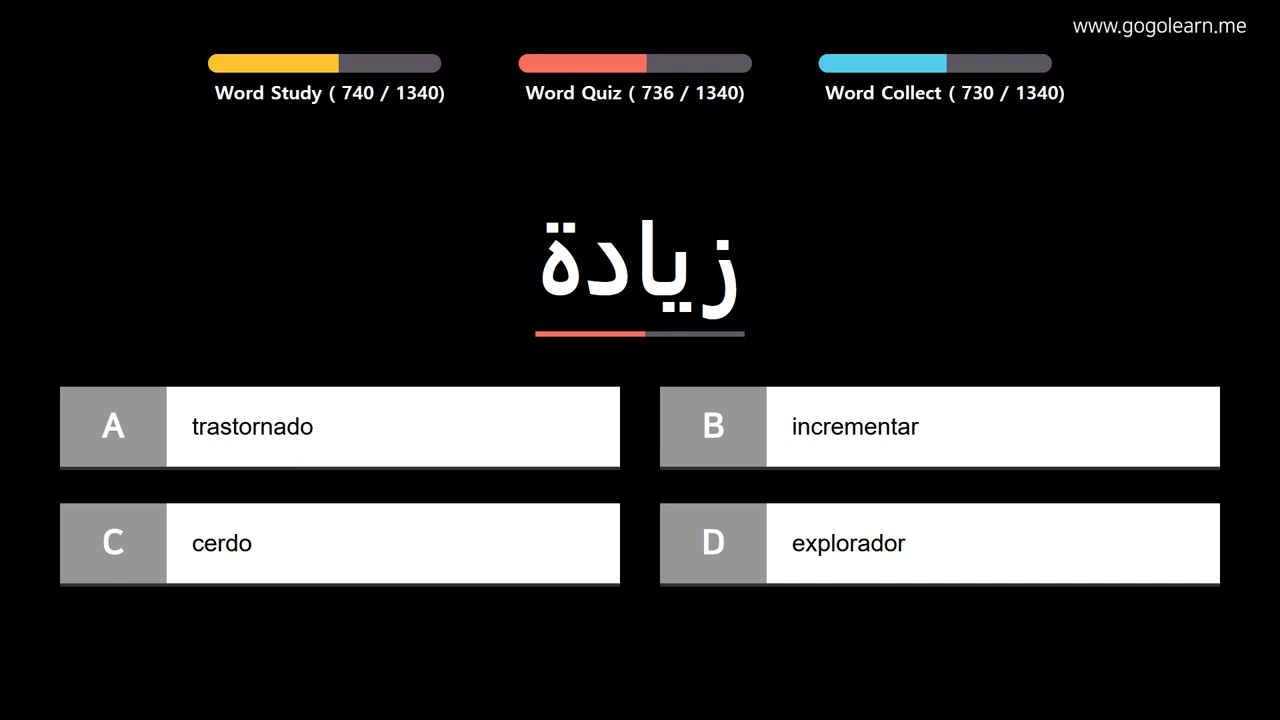 www.gogolearn.me
Word Study ( 740 / 1340)
Word Quiz ( 736 / 1340)
Word Collect ( 730 / 1340)
زيادة
A trastornado
B incrementar
C cerdo
D explorador